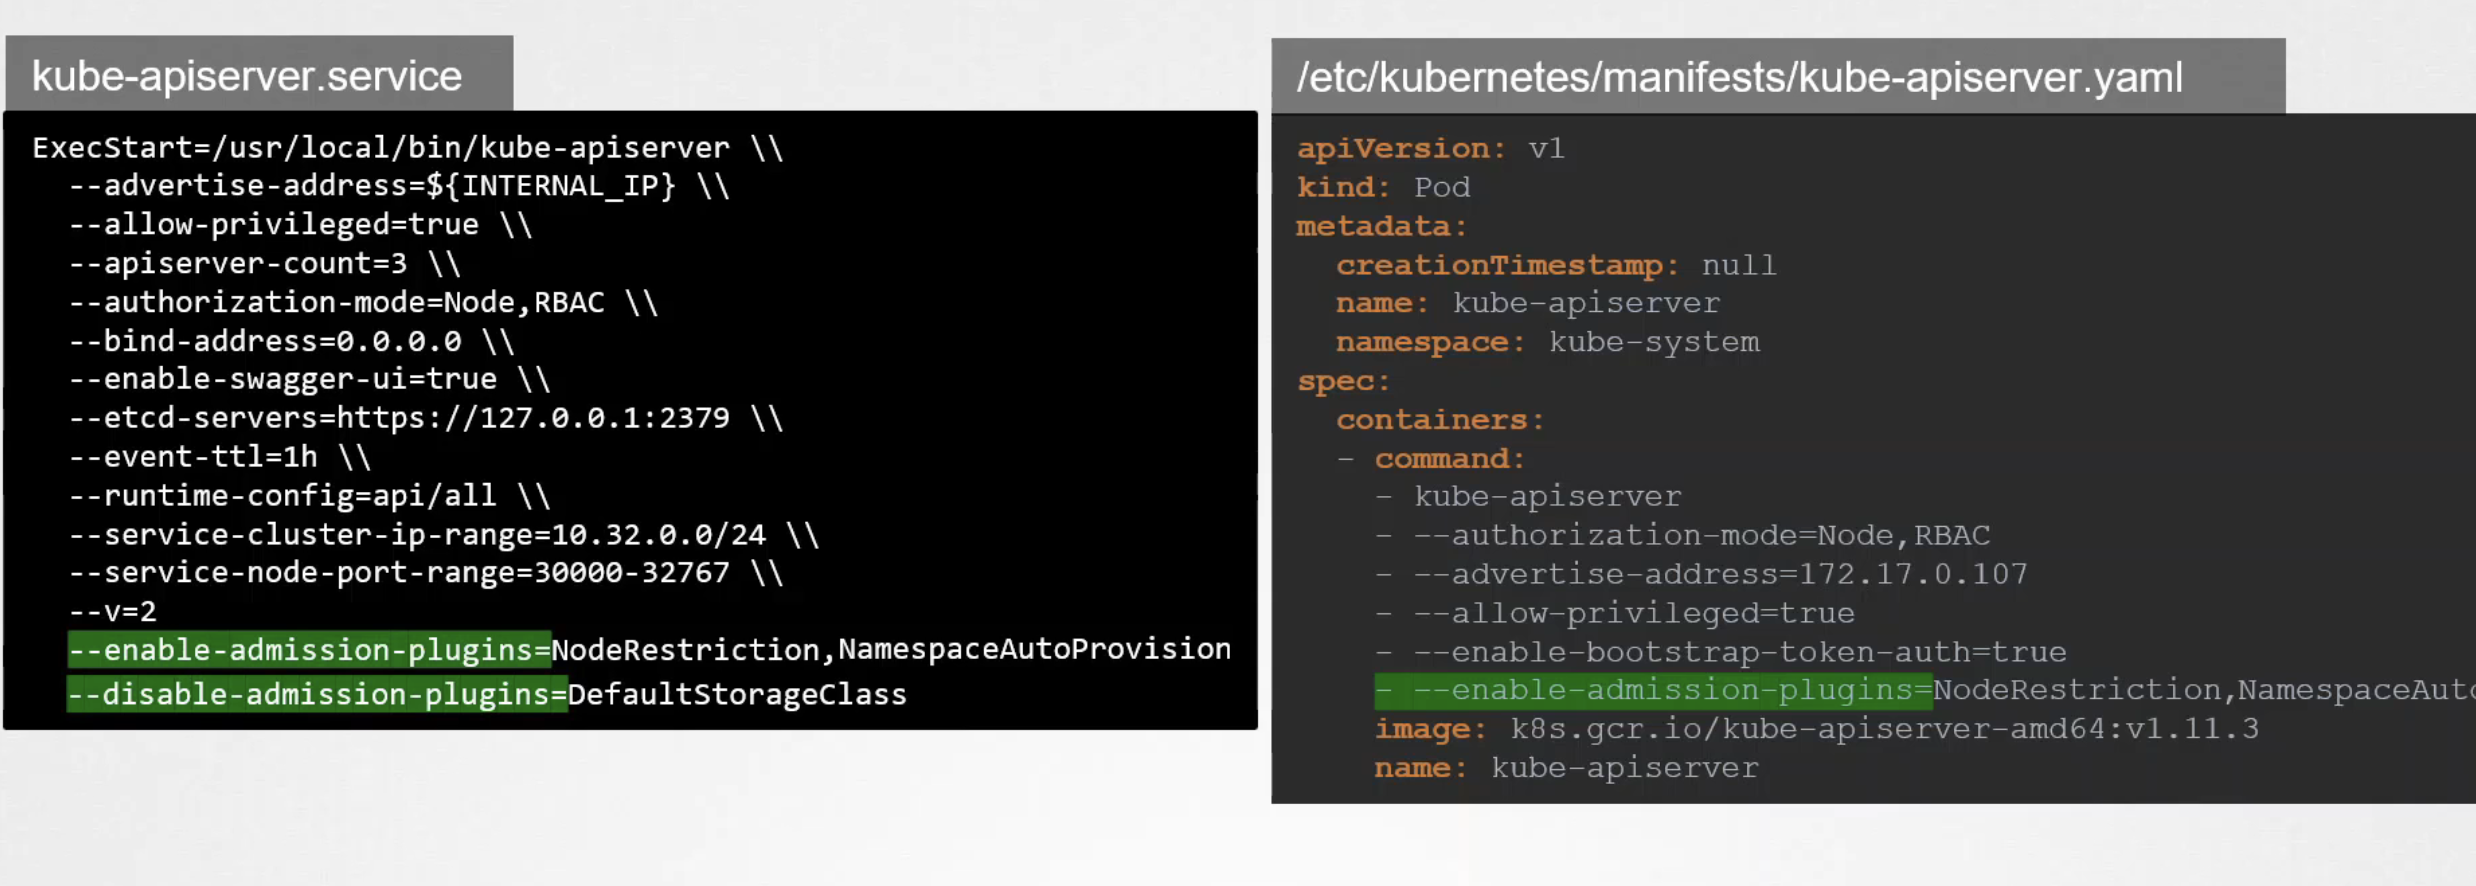 kube-apiserver.service
ExecStart=/usr/local/bin/kube-apiserver \\
--advertise-address=${INTERNAL_IP} \\
--allow-privileged=true \\
--apiserver-count=3 \\
--authorization-mode=Node,RBAC \\
--bind-address=0.0.0.0 \\
--enable-swagger-ui=true \\
--etcd-servers=https://127.0.0.1:2379 \\
--event-ttl=1h \\
--runtime-config=api/all \\
--service-cluster-ip-range=10.32.0.0/24 \\
--service-node-port-range=30000-32767 \\
--v=2
--enable-admission-plugins=NodeRestriction,NamespaceAutoProvision
--disable-admission-plugins=DefaultStorageClass
/etc/kubernetes/manifests/kube-apiserver.yaml
apiVersion: v1
kind: Pod
metadata:
creationTimestamp: null
name: kube-apiserver
namespace: kube-system
spec:
containers:
- command:
- kube-apiserver
- --authorization-mode=Node,RBAC
- --advertise-address=172.17.0.107
- --allow-privileged=true
- --enable-bootstrap-token-auth=true
- --enable-admission-plugins=NodeRestriction,NamespaceAuto
image: k8s.gcr.io/kube-apiserver-amd64:v1.11.3
name: kube-apiserver